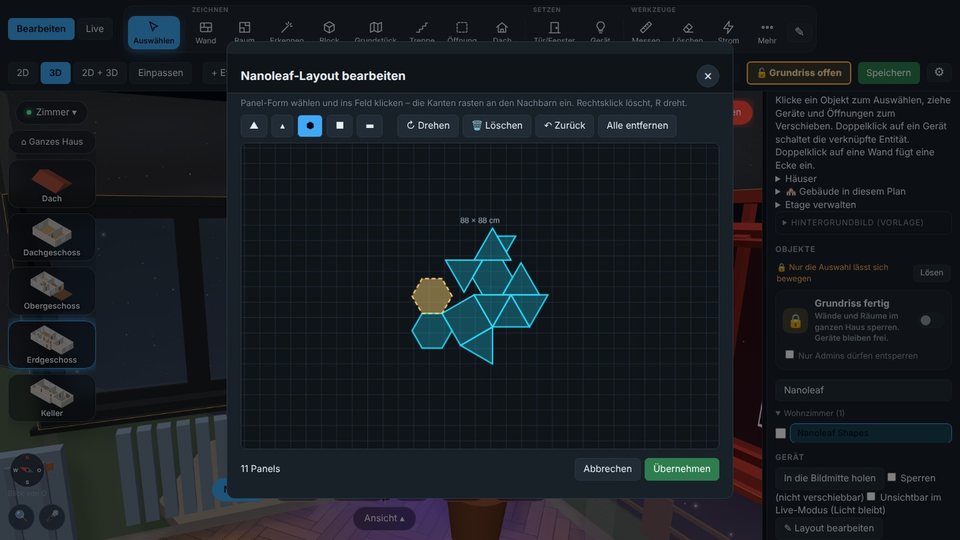 ZEICHNEN
SETZEN
WERKZEUGE
Bearbeiten
Live
Auswählen
Wand
Raum
Erkennen
Block
Grundstück
Treppe
Öffnung
Dach
Tür/Fenster
Gerät
Messen
Löschen
Strom
Mehr
2D
3D
2D + 3D
Einpassen
Grundriss offen
Speichern
Zimmer ▾
⌂ Ganzes Haus
Dach
Dachgeschoss
Obergeschoss
Erdgeschoss
Keller
Nanoleaf-Layout bearbeiten
Panel-Form wählen und ins Feld klicken – die Kanten rasten an den Nachbarn ein. Rechtsklick löscht, R dreht.
Drehen
Löschen
Zurück
Alle entfernen
88 × 88 cm
11 Panels
Abbrechen
Übernehmen
Ansicht ▴
Klicke ein Objekt zum Auswählen, ziehe
Geräte und Öffnungen zum
Verschieben. Doppelklick auf ein Gerät
schaltet die verknüpfte Entität.
Doppelklick auf eine Wand fügt eine
Ecke ein.
▶ Häuser
▶ Gebäude in diesem Plan
▶ Etage verwalten
▶ HINTERGRUNDBILD (VORLAGE)
OBJEKTE
Nur die Auswahl lässt sich
bewegen
Lösen
Grundriss fertig
Wände und Räume im
ganzen Haus sperren.
Geräte bleiben frei.
Nur Admins dürfen entsperren
Nanoleaf
▾ Wohnzimmer (1)
Nanoleaf Shapes
GERÄT
In die Bildmitte holen
Sperren
(nicht verschiebbar)
Unsichtbar im
Live-Modus (Licht bleibt)
✎ Layout bearbeiten